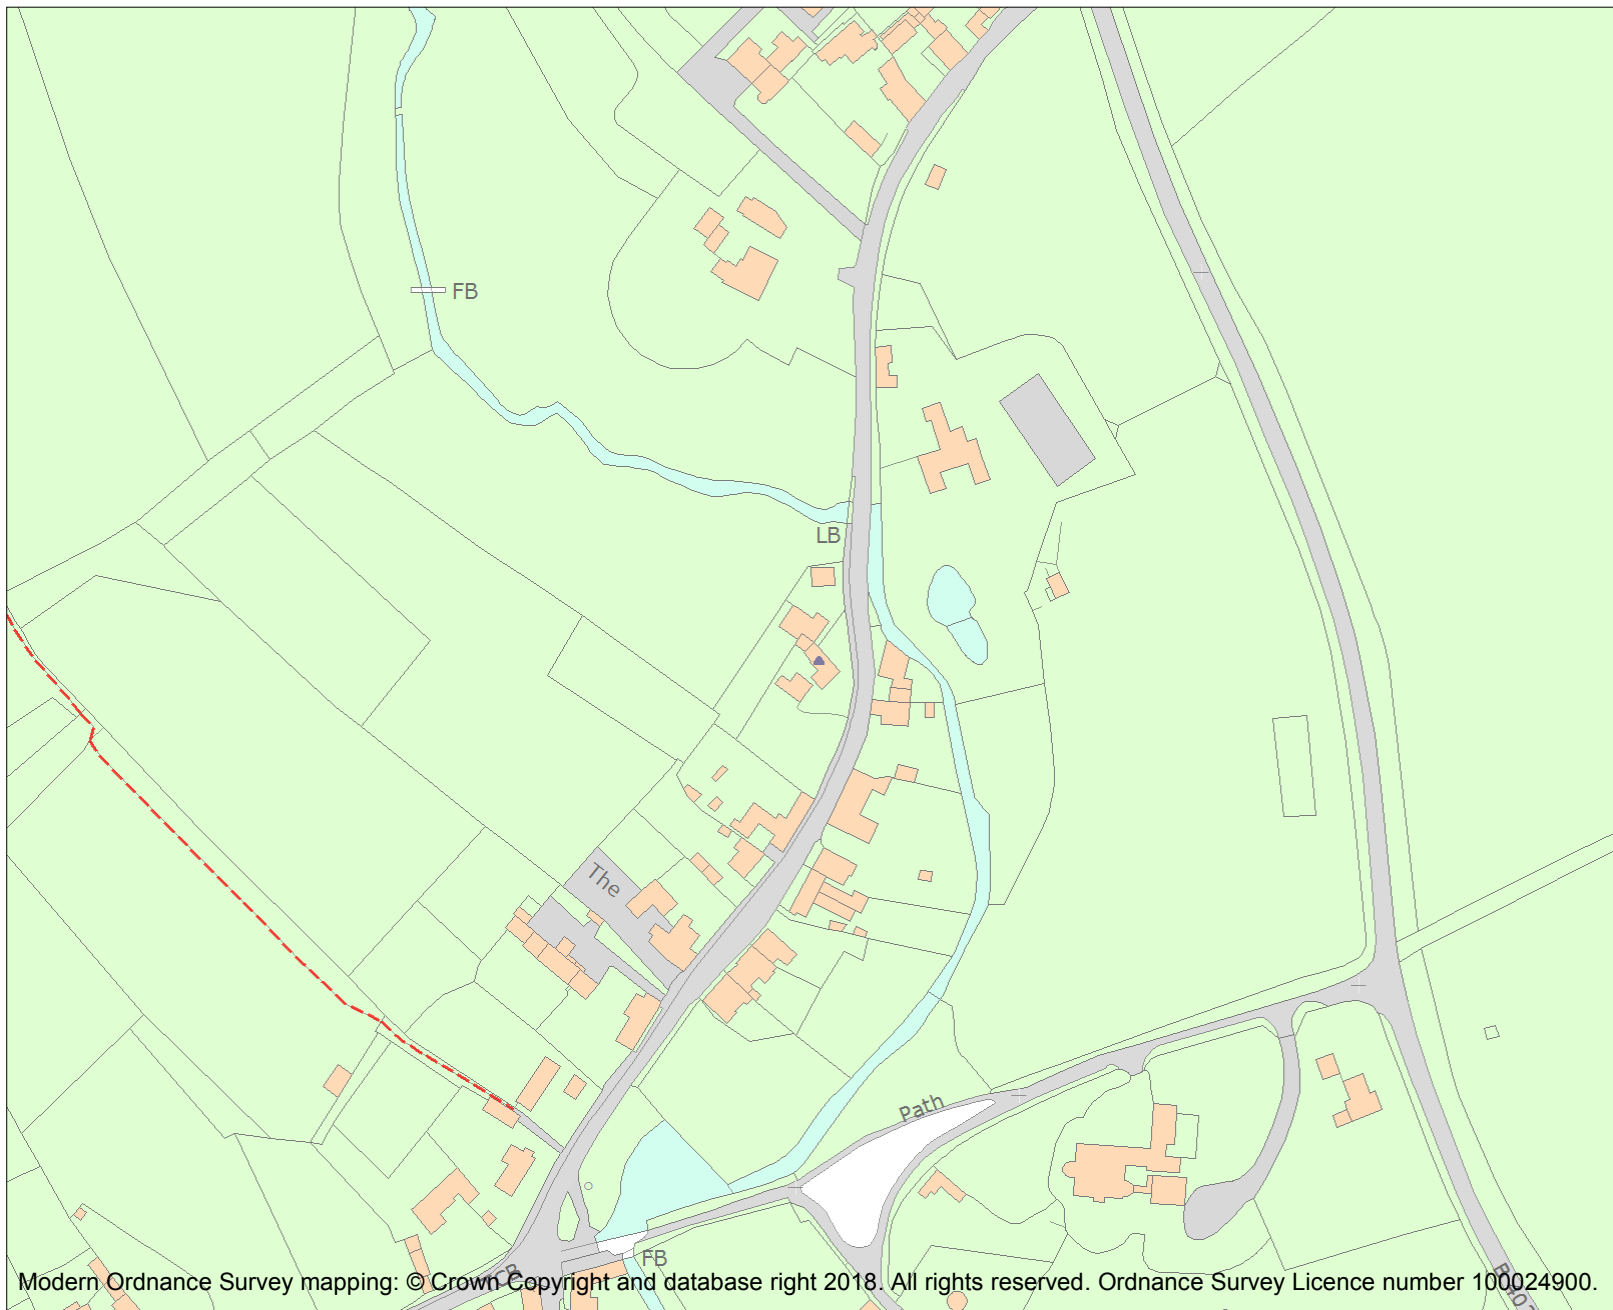 FB
LB
The
Path
FB
Modern Ordnance Survey mapping: © Crown Copyright and database right 2018. All rights reserved. Ordnance Survey Licence number 100024900.